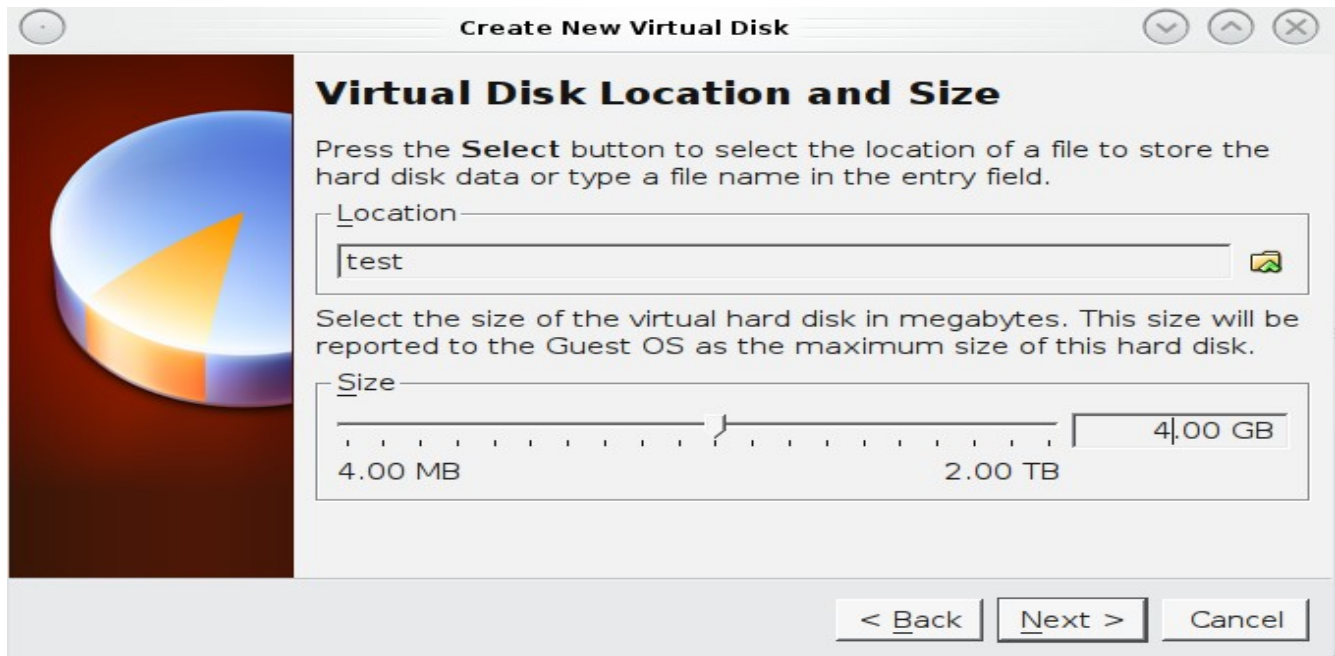 Create New Virtual Disk
Virtual Disk Location and Size
Press the Select button to select the location of a file to store the
hard disk data or type a file name in the entry field.
Location
test
Select the size of the virtual hard disk in megabytes. This size will be
reported to the Guest OS as the maximum size of this hard disk.
Size
4.00 GB
4.00 MB 2.00 TB
< Back Next > Cancel